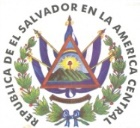 REPUBLICA DE EL SALVADOR EN LA AMERICA CENTRAL